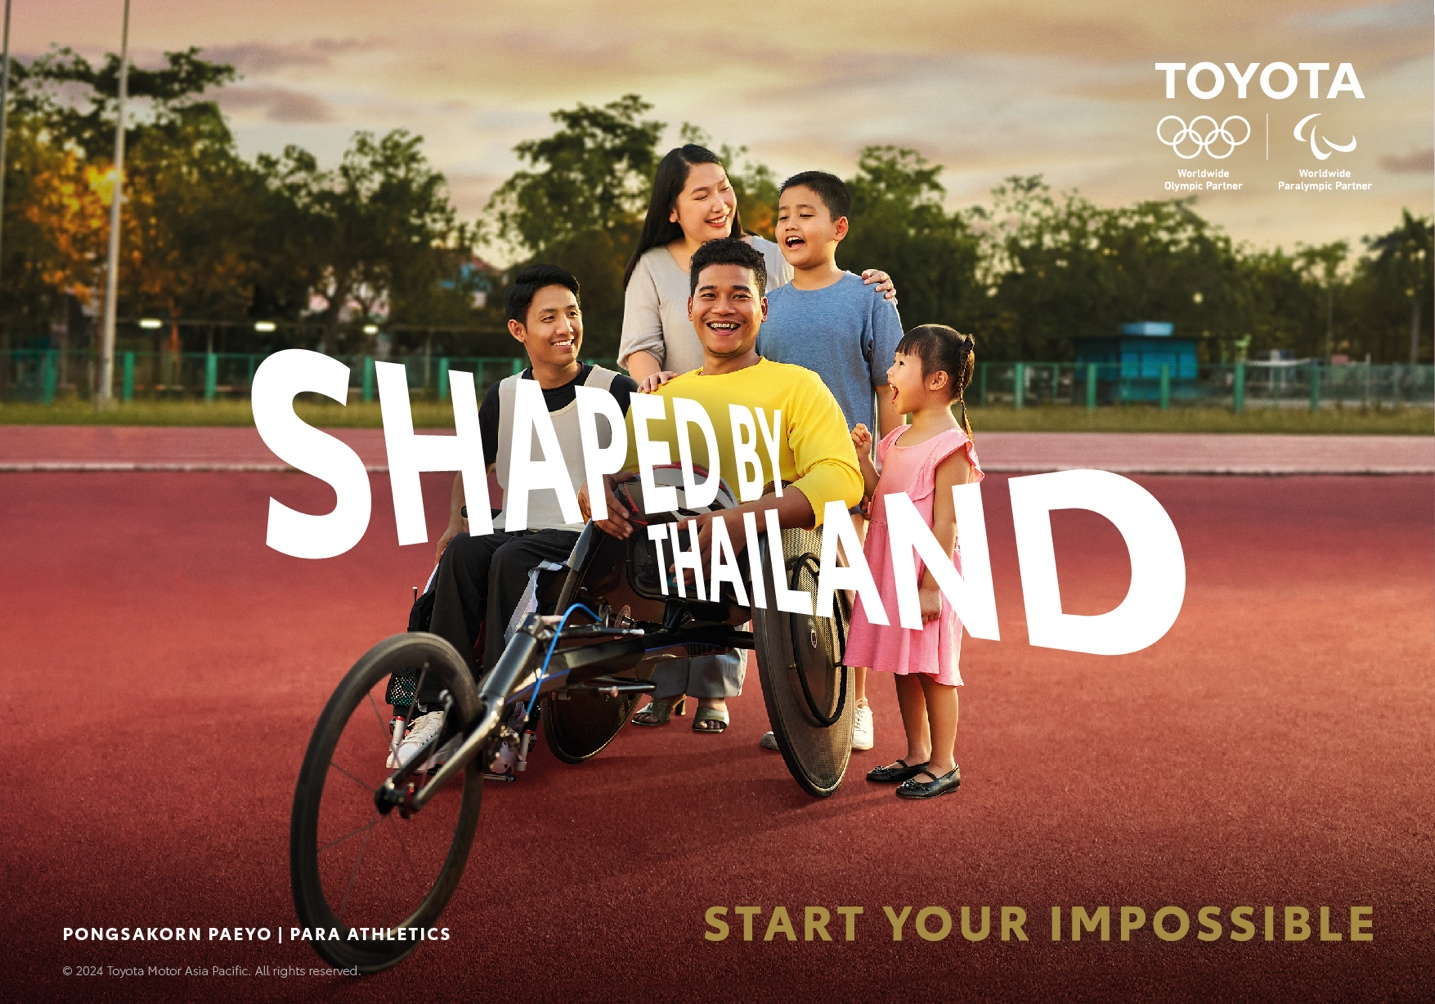 TOYOTA
Worldwide
Olympic Partner
Worldwide
Paralympic Partner
SHAPED BY
THAILAND
PONGSAKORN PAEYO | PARA ATHLETICS
START YOUR IMPOSSIBLE
© 2024 Toyota Motor Asia Pacific. All rights reserved.